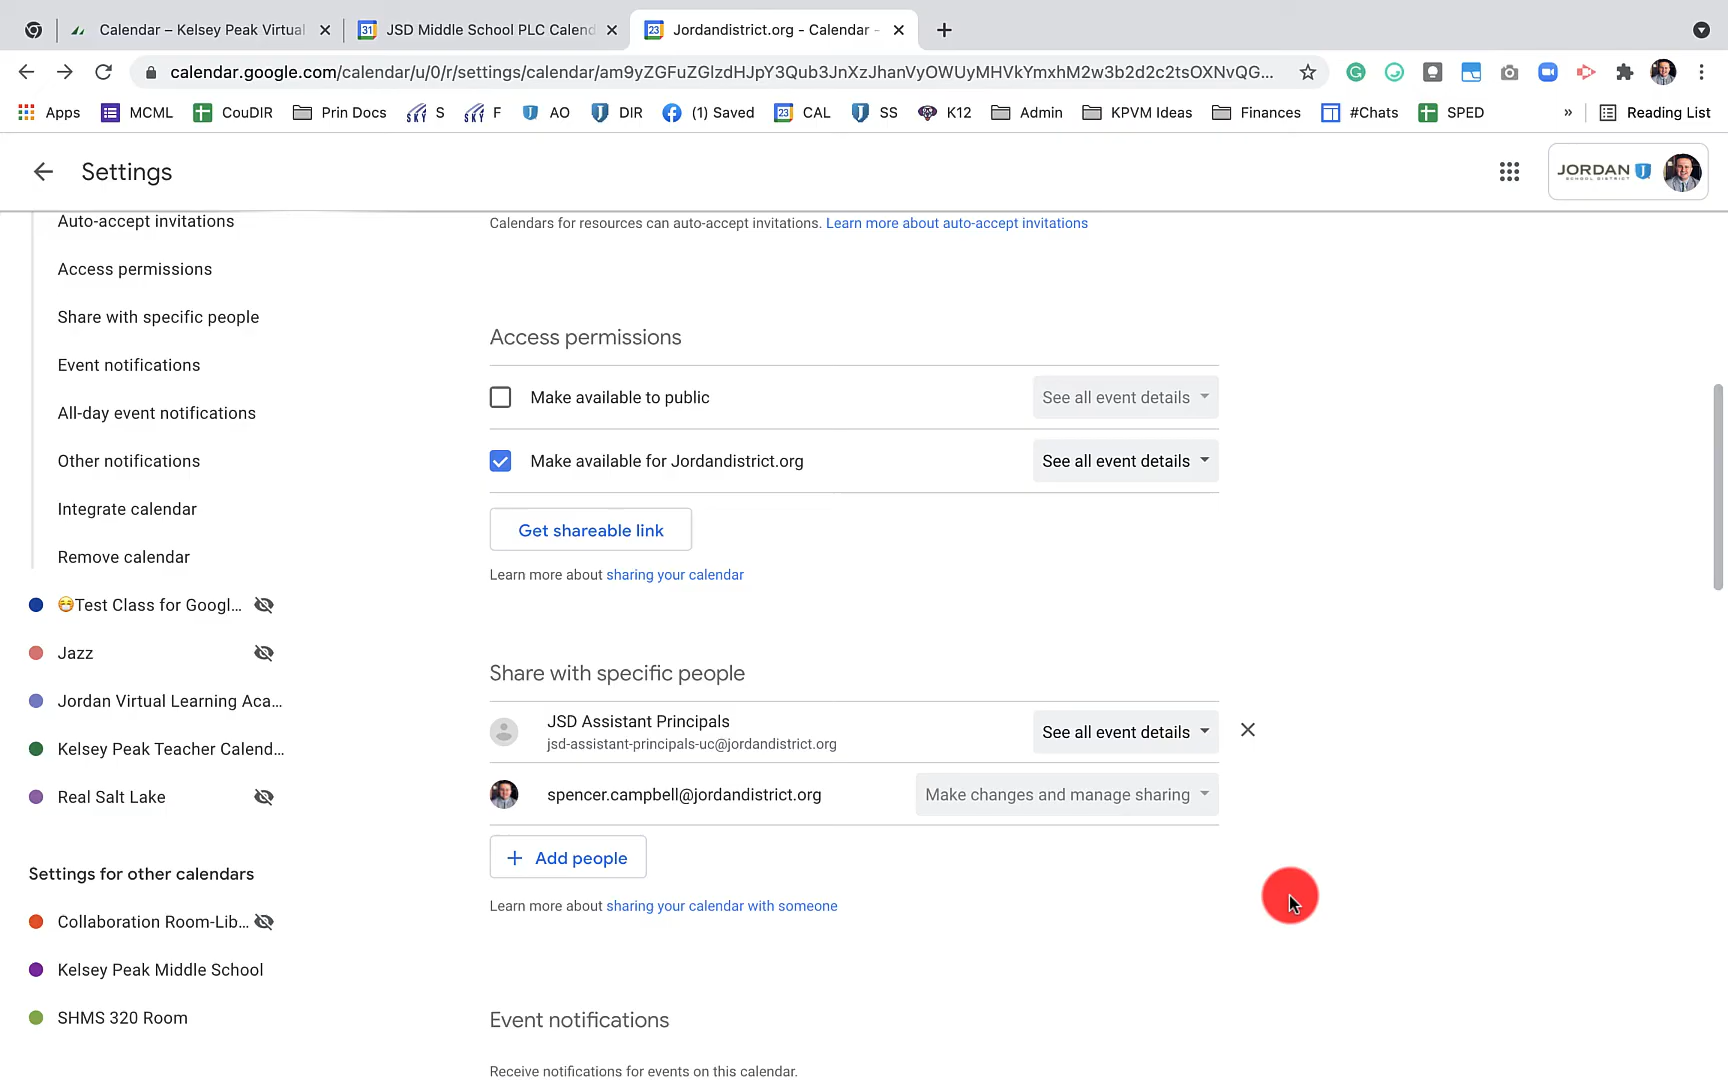 Calendar – Kelsey Peak Virtual
JSD Middle School PLC Calend
Jordandistrict.org - Calendar -
calendar.google.com/calendar/u/0/r/settings/calendar/am9yZGFuZGlzdHJpY3Qub3JnXzJhanVyOWUyMHVkYmxhM2w3b2d2c2tsOXNvQG...
Apps
MCML
CouDIR
Prin Docs
S
F
AO
DIR
(1) Saved
CAL
SS
K12
Admin
KPVM Ideas
Finances
#Chats
SPED
»
Reading List
Settings
JORDAN
SCHOOL DISTRICT
Auto-accept invitations
Access permissions
Share with specific people
Event notifications
All-day event notifications
Other notifications
Integrate calendar
Remove calendar
Test Class for Googl...
Jazz
Jordan Virtual Learning Aca...
Kelsey Peak Teacher Calend...
Real Salt Lake
Settings for other calendars
Collaboration Room-Lib...
Kelsey Peak Middle School
SHMS 320 Room
Calendars for resources can auto-accept invitations. Learn more about auto-accept invitations
Access permissions
Make available to public
See all event details
Make available for Jordandistrict.org
See all event details
Get shareable link
Learn more about sharing your calendar
Share with specific people
JSD Assistant Principals
jsd-assistant-principals-uc@jordandistrict.org
See all event details
spencer.campbell@jordandistrict.org
Make changes and manage sharing
+ Add people
Learn more about sharing your calendar with someone
Event notifications
Receive notifications for events on this calendar.